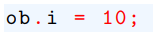 ob.i = 10;